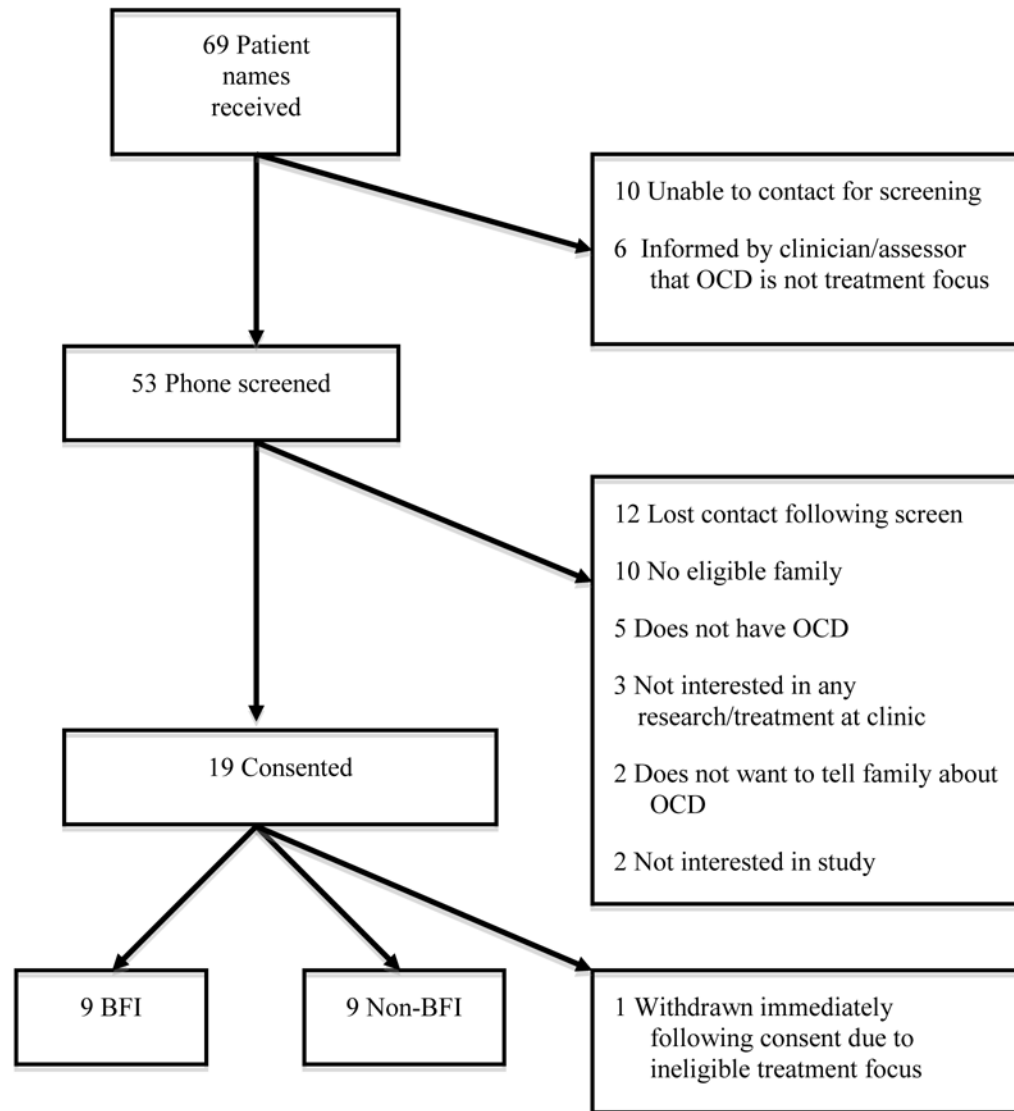 69 Patient
names
received
10 Unable to contact for screening
6 Informed by clinician/assessor
that OCD is not treatment focus
53 Phone screened
12 Lost contact following screen
10 No eligible family
5 Does not have OCD
3 Not interested in any
research/treatment at clinic
2 Does not want to tell family about
OCD
2 Not interested in study
19 Consented
9 BFI
9 Non-BFI
1 Withdrawn immediately
following consent due to
ineligible treatment focus